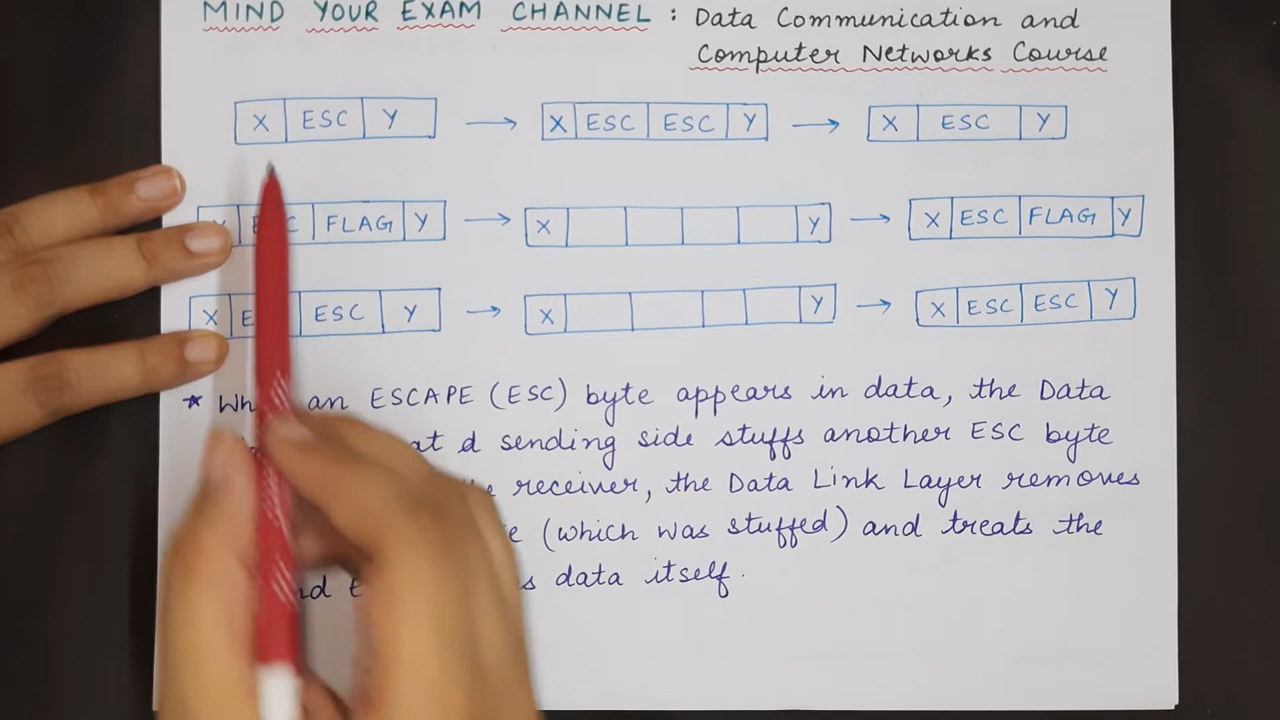 MIND YOUR EXAM CHANNEL : Data Communication and
Computer Networks Course
X ESC Y → X ESC ESC Y → X ESC Y
FLAG Y → X Y → X ESC FLAG Y
X ESC Y → X Y → X ESC ESC Y
* an ESCAPE (ESC) byte appears in data, the Data
at d sending side stuffs another ESC byte
receiver, the Data Link Layer removes
(which was stuffed) and treats the
data itself.